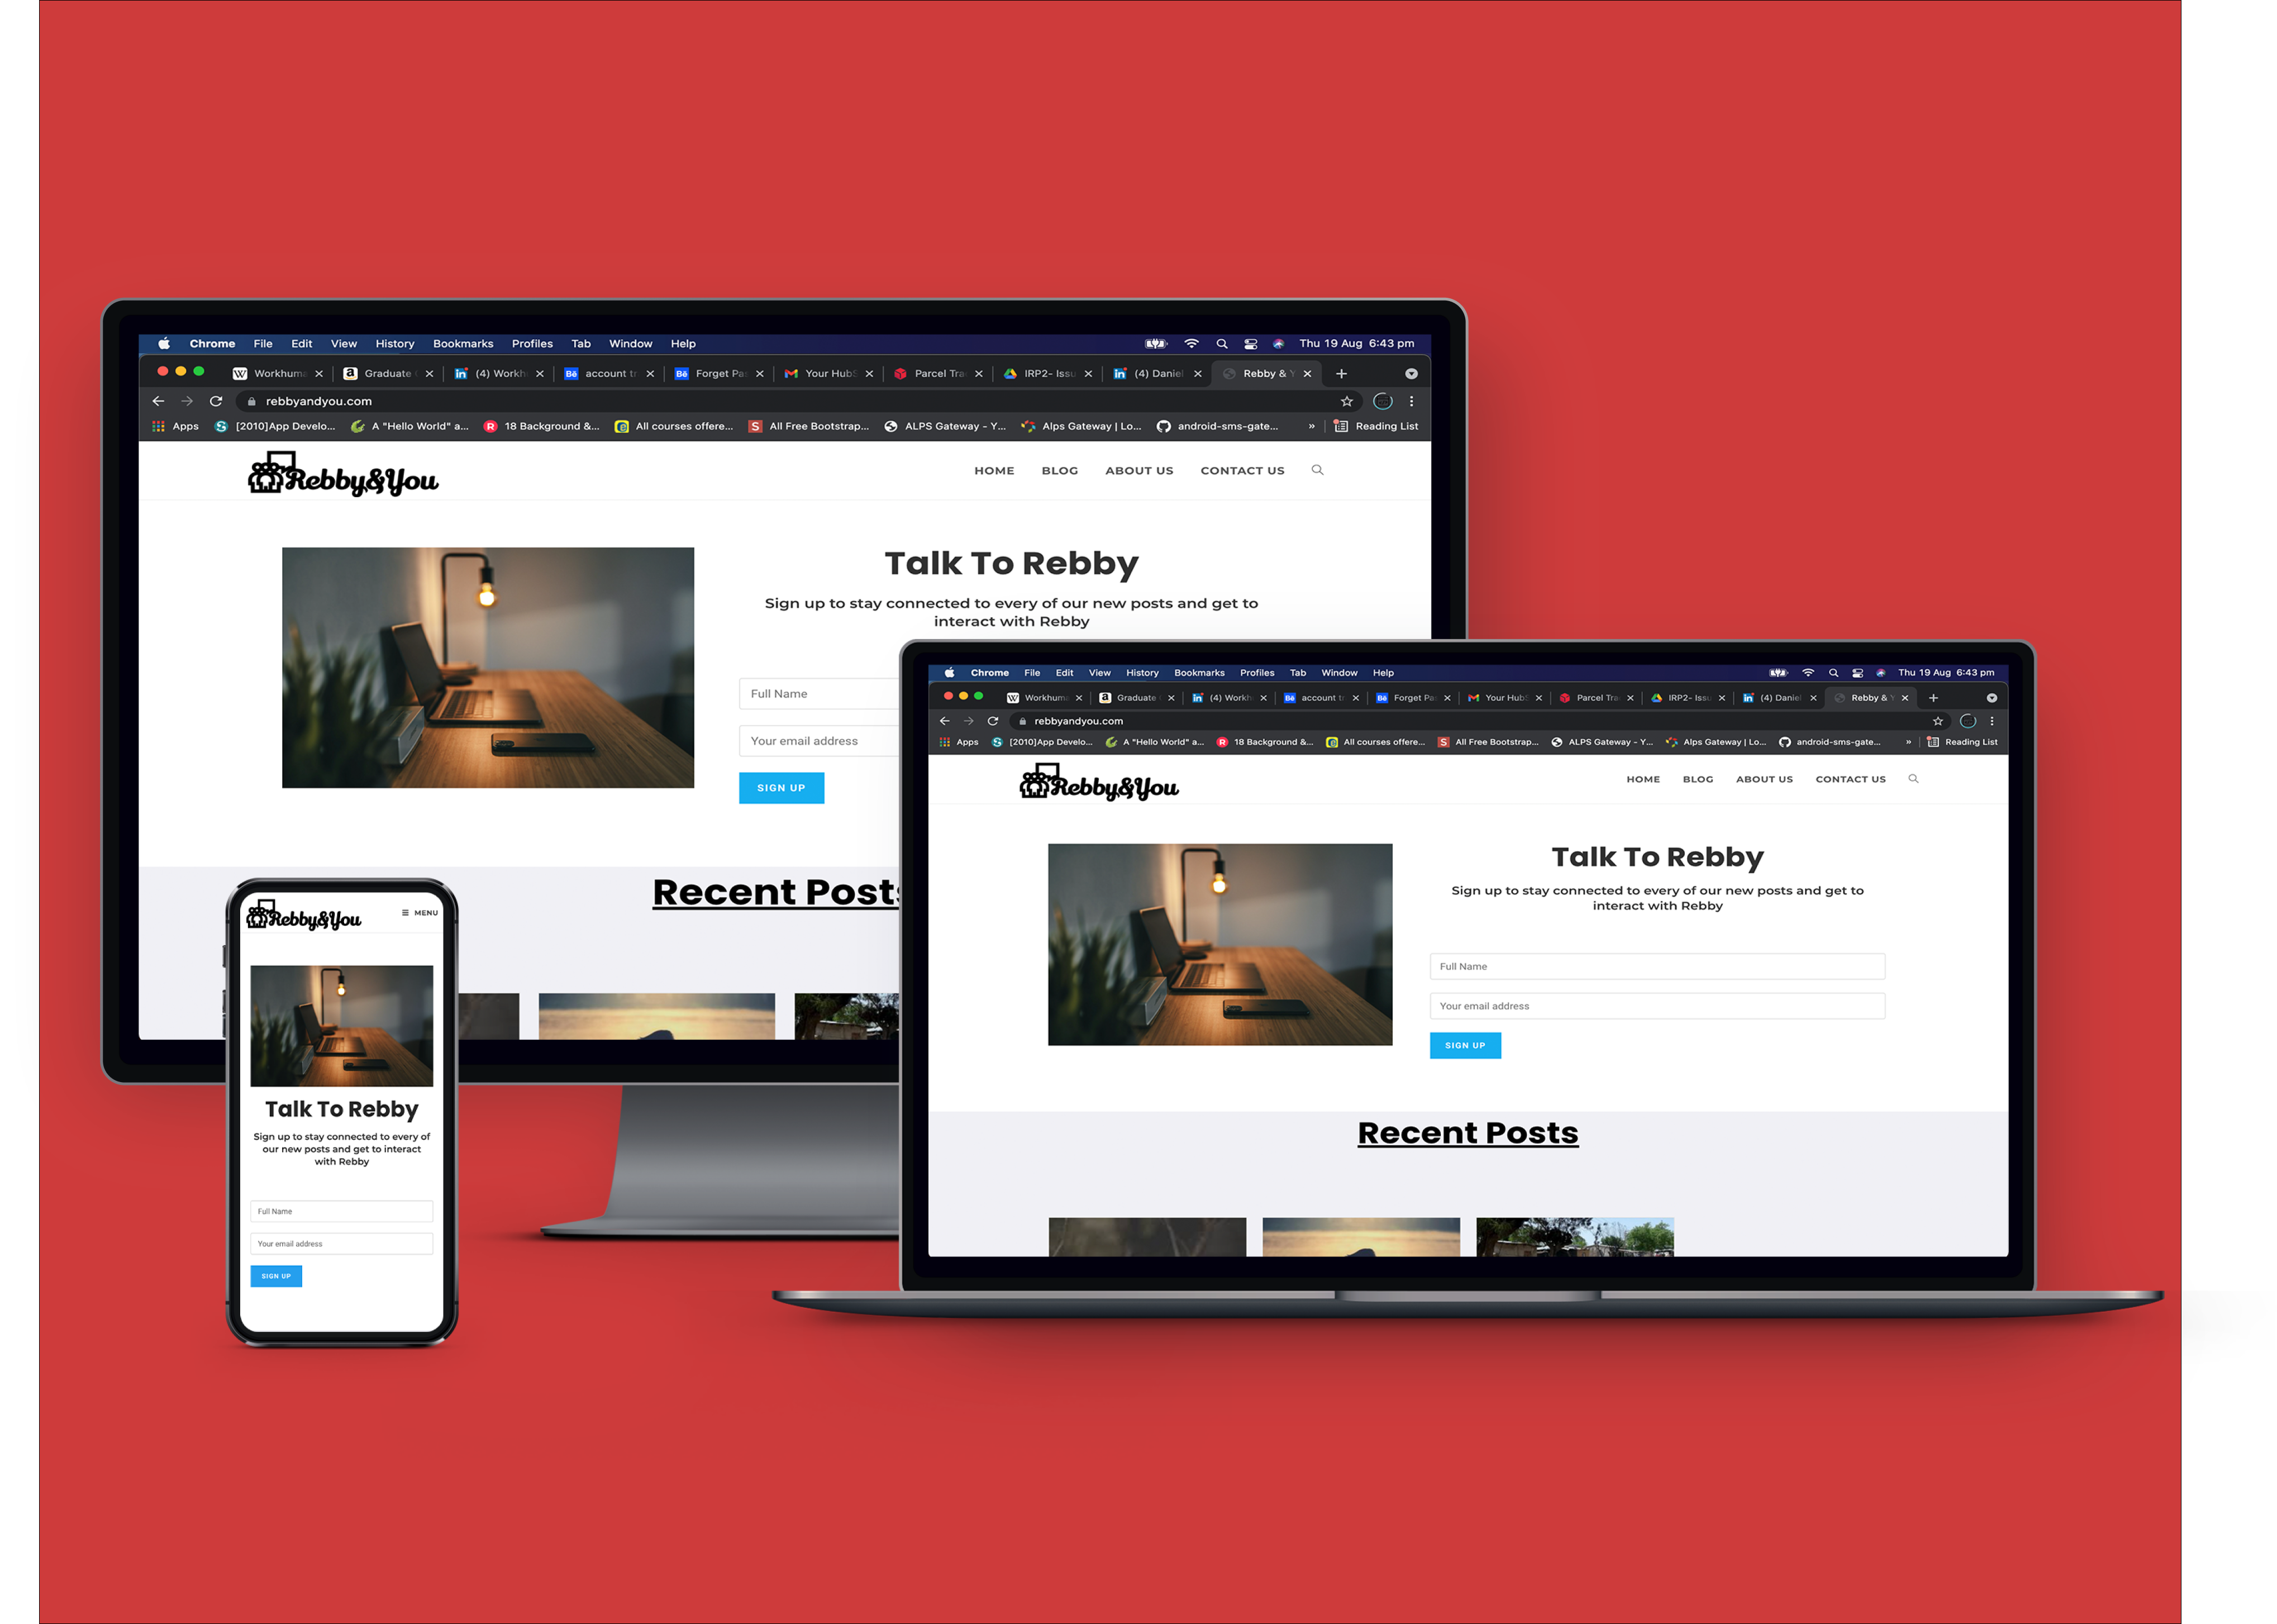 Chrome File Edit View History Bookmarks Profiles Tab Window Help Thu 19 Aug 6:43 pm
Workhuma Graduate (4) Workh account tr Forget Pas Your HubS Parcel Tra IRP2- Issu (4) Daniel Rebby & Y
rebbyandyou.com
Apps [2010]App Develo... A "Hello World" a... 18 Background &... All courses offere... All Free Bootstrap... ALPS Gateway - Y... Alps Gateway | Lo... android-sms-gate... » Reading List
Rebby&You HOME BLOG ABOUT US CONTACT US
Talk To Rebby
Sign up to stay connected to every of our new posts and get to
interact with Rebby
Full Name
Your email address
SIGN UP
Recent Posts
Chrome File Edit View History Bookmarks Profiles Tab Window Help Thu 19 Aug 6:43 pm
Workhuma Graduate (4) Workh account tr Forget Pas Your HubS Parcel Tra IRP2- Issu (4) Daniel Rebby & Y
rebbyandyou.com
Apps [2010]App Develo... A "Hello World" a... 18 Background &... All courses offere... All Free Bootstrap... ALPS Gateway - Y... Alps Gateway | Lo... android-sms-gate... » Reading List
Rebby&You HOME BLOG ABOUT US CONTACT US
Talk To Rebby
Sign up to stay connected to every of our new posts and get to
interact with Rebby
Full Name
Your email address
SIGN UP
Recent Posts
Rebby&You MENU
Talk To Rebby
Sign up to stay connected to every of
our new posts and get to interact
with Rebby
Full Name
Your email address
SIGN UP